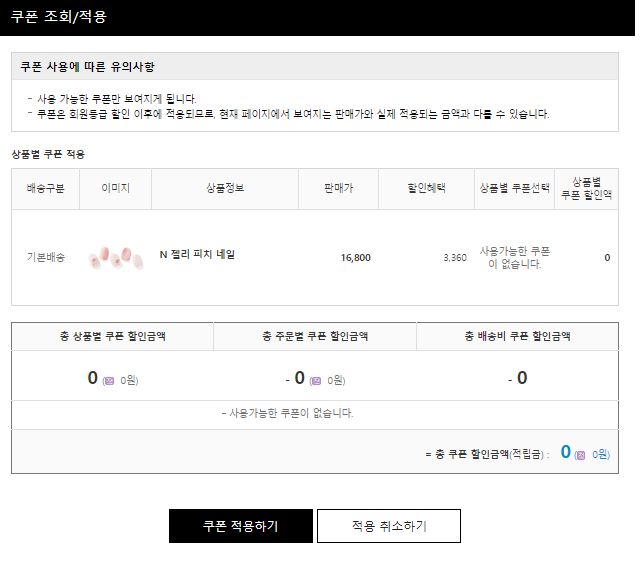 쿠폰 조회/적용
쿠폰 사용에 따른 유의사항
- 사용 가능한 쿠폰만 보여지게 됩니다.
- 쿠폰은 회원등급 할인 이후에 적용되므로, 현재 페이지에서 보여지는 판매가와 실제 적용되는 금액과 다를 수 있습니다.
상품별 쿠폰 적용
배송구분 이미지 상품정보 판매가 할인혜택 상품별 쿠폰선택 상품별
쿠폰 할인액
기본배송 N 젤리 피치 네일 16,800 3,360 사용가능한 쿠폰
이 없습니다. 0
총 상품별 쿠폰 할인금액 총 주문별 쿠폰 할인금액 총 배송비 쿠폰 할인금액
0 (적 0원) - 0 (적 0원) - 0
- 사용가능한 쿠폰이 없습니다.
= 총 쿠폰 할인금액(적립금) : 0 (적 0원)
쿠폰 적용하기 적용 취소하기